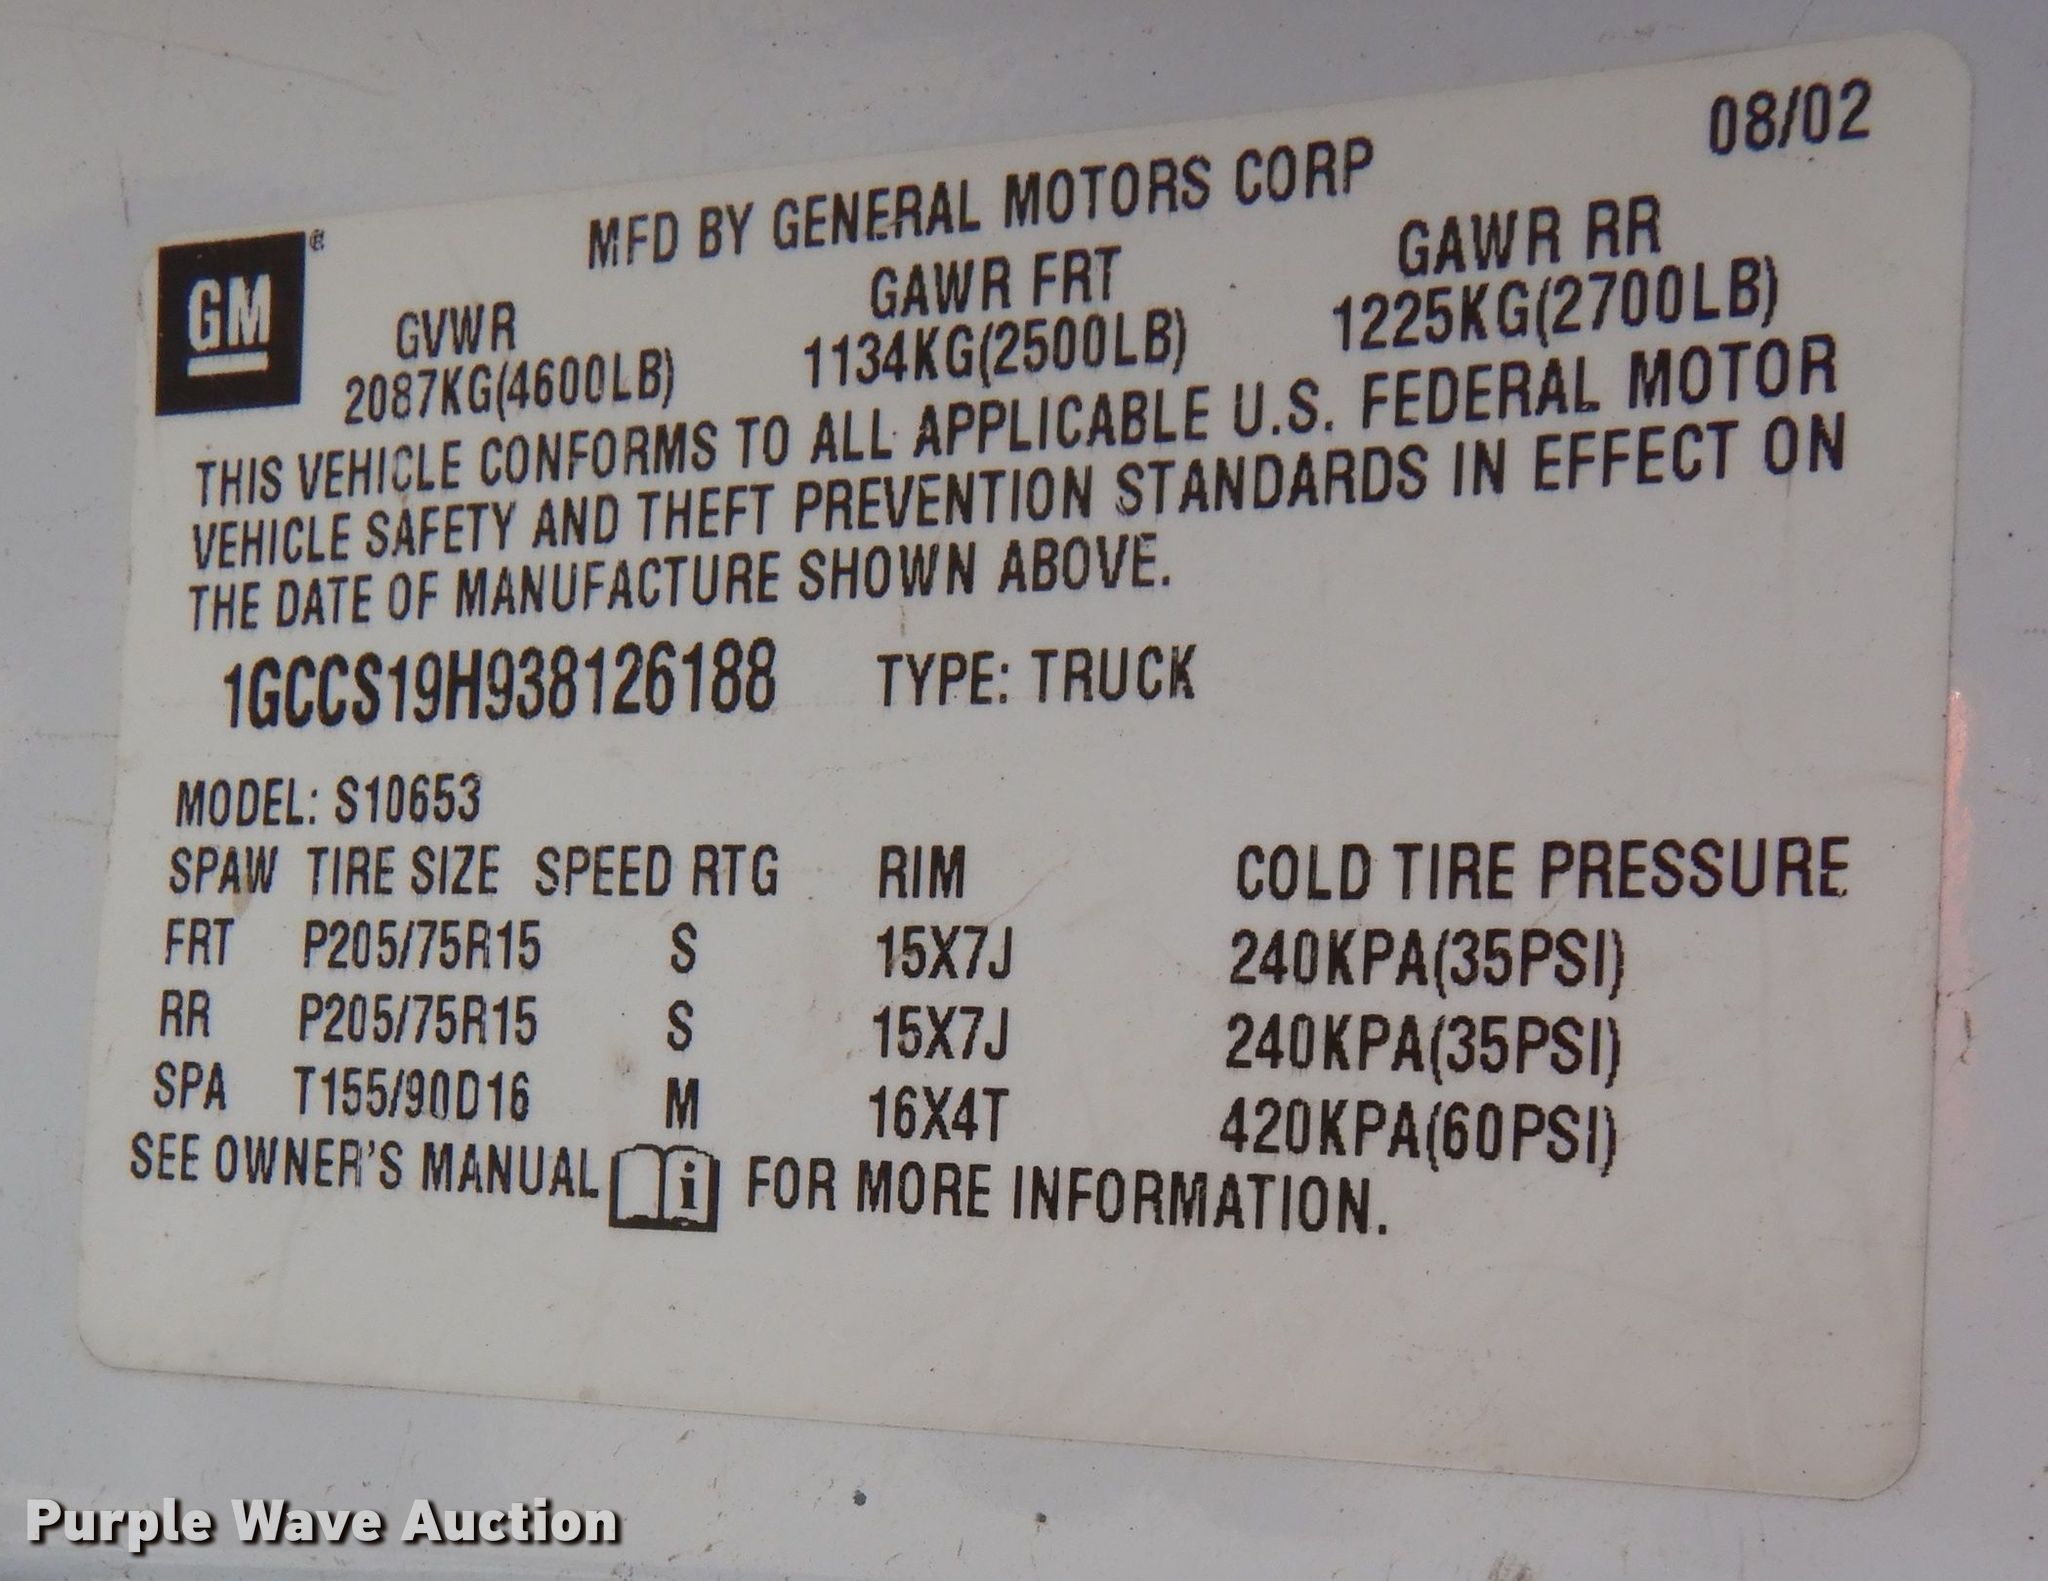 08/02
MFD BY GENERAL MOTORS CORP
GM®
GVWR GAWR FRT GAWR RR
2087KG(4600LB) 1134KG(2500LB) 1225KG(2700LB)
THIS VEHICLE CONFORMS TO ALL APPLICABLE U.S. FEDERAL MOTOR
VEHICLE SAFETY AND THEFT PREVENTION STANDARDS IN EFFECT ON
THE DATE OF MANUFACTURE SHOWN ABOVE.
1GCCS19H938126188 TYPE: TRUCK
MODEL: S10653
SPAW TIRE SIZE SPEED RTG RIM COLD TIRE PRESSURE
FRT P205/75R15 S 15X7J 240KPA(35PSI)
RR P205/75R15 S 15X7J 240KPA(35PSI)
SPA T155/90D16 M 16X4T 420KPA(60PSI)
SEE OWNER'S MANUAL i FOR MORE INFORMATION.
Purple Wave Auction